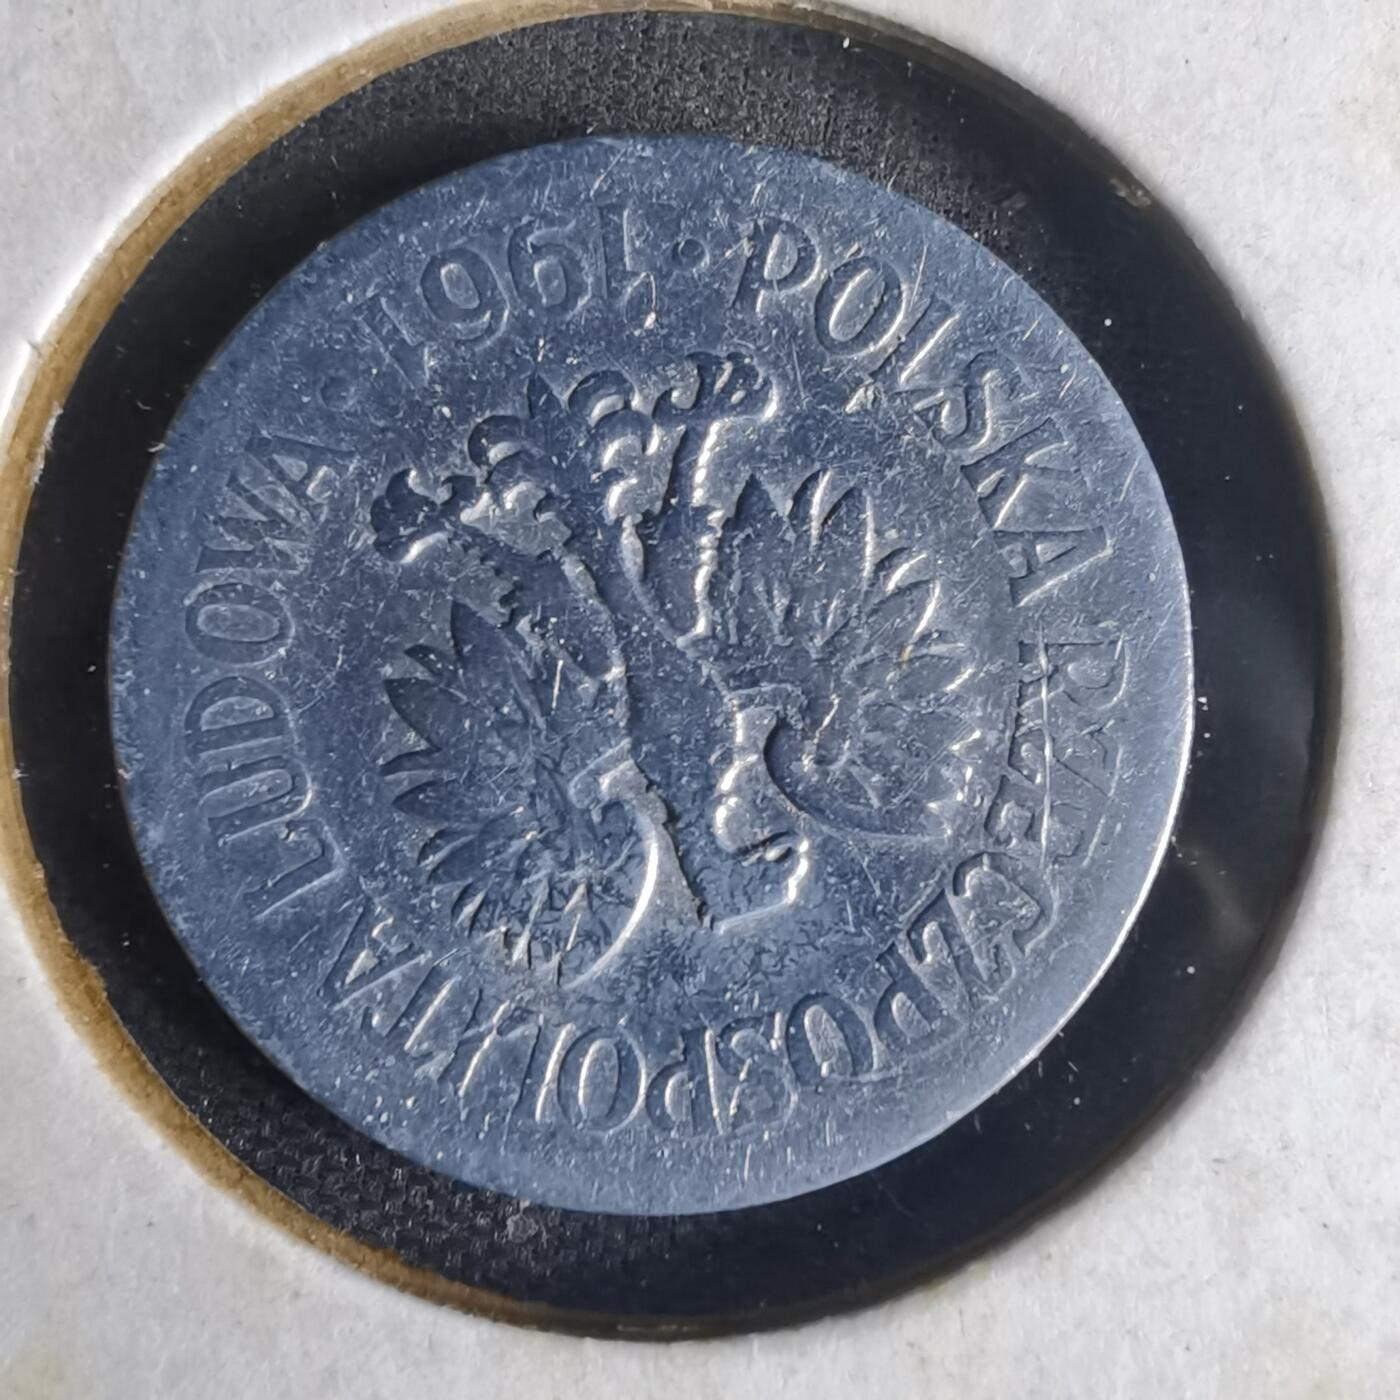 POLSKA RZECZPOSPOLITA LUDOWA · 1961 ·